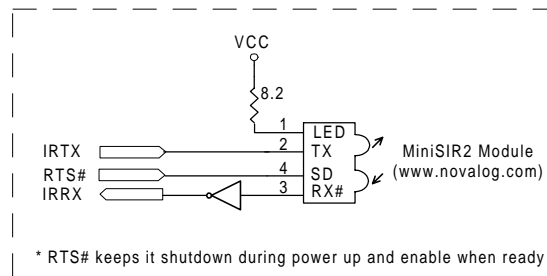 VCC
8.2
1 LED
IRTX 2 TX MiniSIR2 Module
RTS# 4 SD (www.novalog.com)
IRRX 3 RX#
* RTS# keeps it shutdown during power up and enable when ready